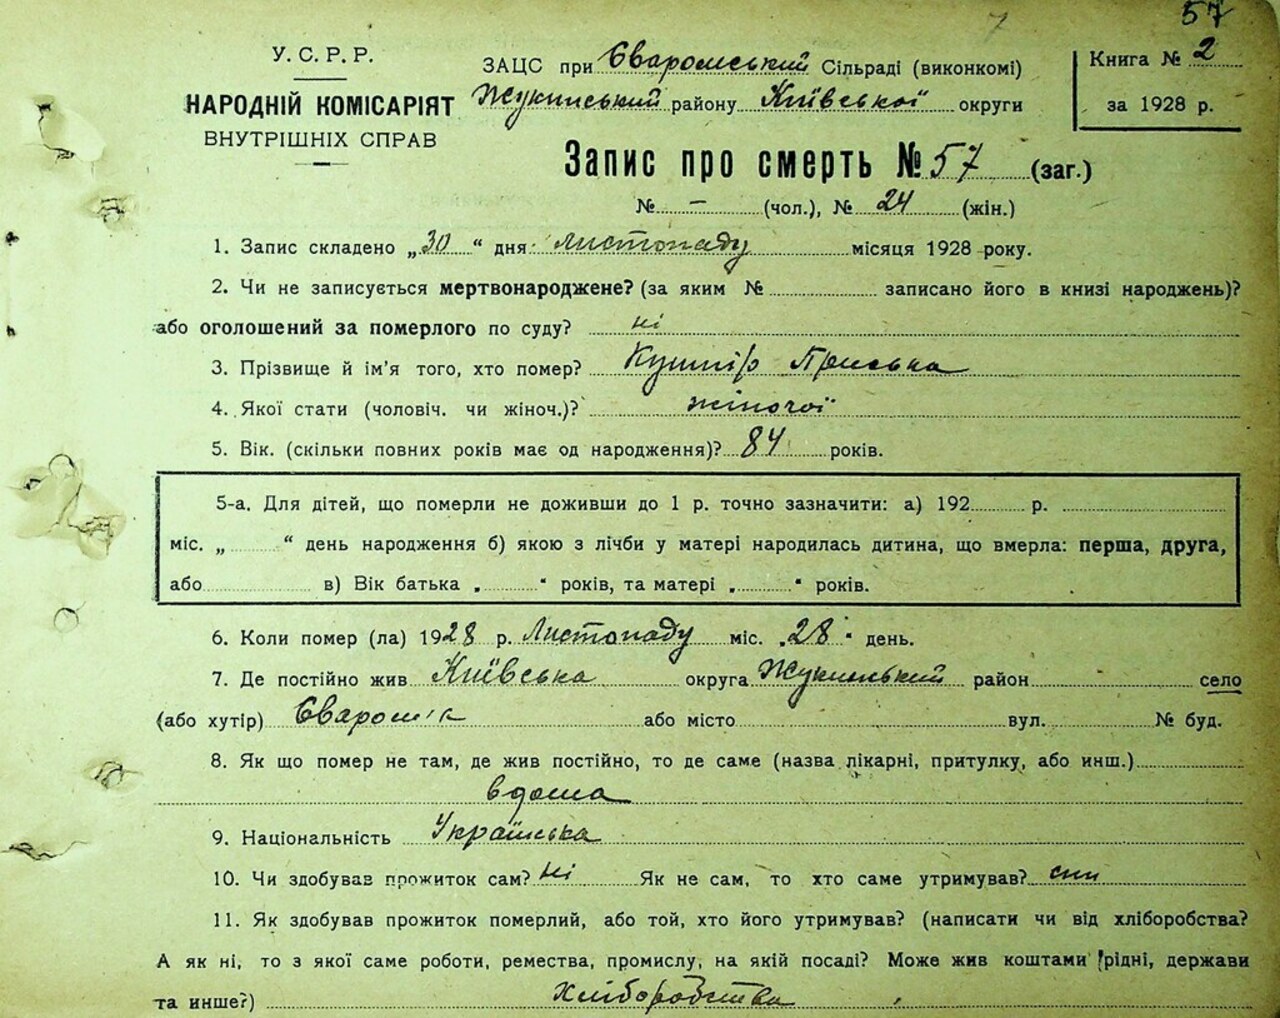 7 57
У. С. Р. Р.
НАРОДНІЙ КОМІСАРІЯТ
ВНУТРІШНІХ СПРАВ
ЗАЦС при Єваромський Сільраді (виконкомі)
Жукинський району Київської округи
Книга № 2
за 1928 р.
Запис про смерть № 57 (заг.)
№ — (чол.), № 24 (жін.)
1. Запис складено „30“ дня листопаду місяця 1928 року.
2. Чи не записується мертвонароджене? (за яким № записано його в книзі народжень)?
або оголошений за померлого по суду? ні
3. Прізвище й ім'я того, хто помер? Кушнір Приська
4. Якої стати (чоловіч. чи жіноч.)? жіночої
5. Вік. (скільки повних років має од народження)? 84 років.
5-а. Для дітей, що померли не доживши до 1 р. точно зазначити: а) 192 р.
міс. „ “ день народження б) якою з лічби у матері народилась дитина, що вмерла: перша, друга,
або в) Вік батька „ “ років, та матері „ “ років.
6. Коли помер (ла) 1928 р. Листопаду міс. „28“ день.
7. Де постійно жив Київська округа Жукинський район село
(або хутір) Єваромік або місто вул. № буд.
8. Як що помер не там, де жив постійно, то де саме (назва лікарні, притулку, або инш.)
вдома
9. Національність Українська
10. Чи здобував прожиток сам? ні Як не сам, то хто саме утримував? син
11. Як здобував прожиток померлий, або той, хто його утримував? (написати чи від хліборобства?
А як ні, то з якої саме роботи, ремества, промислу, на якій посаді? Може жив коштами рідні, держави
та инше?) Хліборобства